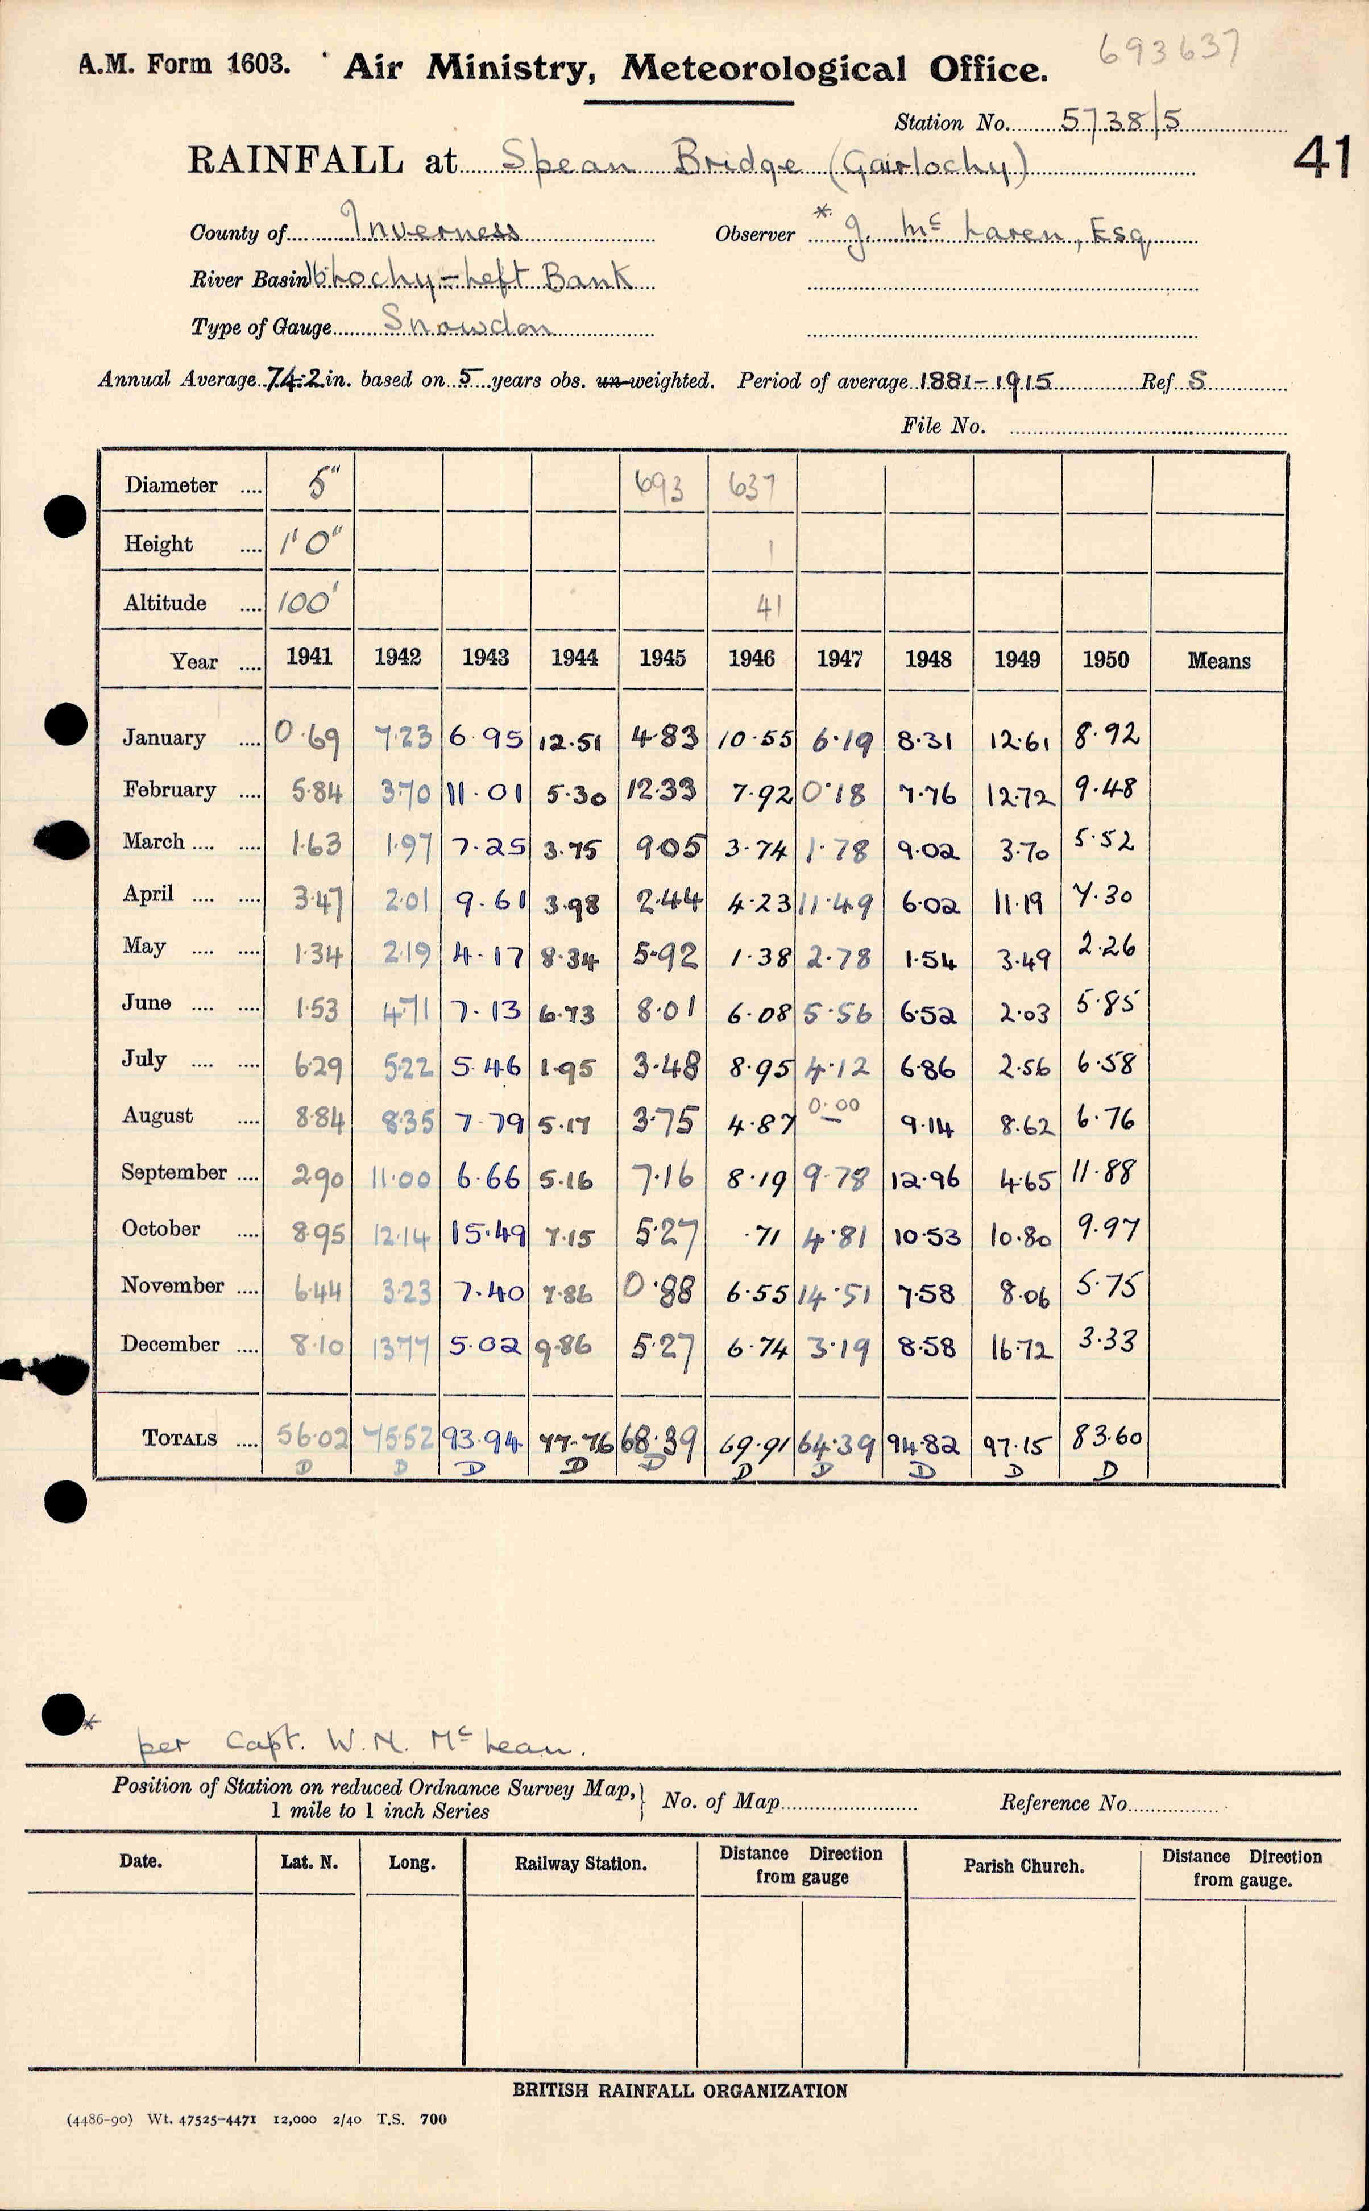 693637
A.M. Form 1603. Air Ministry, Meteorological Office.
Station No. 5738/5
41
RAINFALL at Spean Bridge (Gairlochy)
County of Inverness Observer * J. McLaren, Esq
River Basin Lochy - Left Bank
Type of Gauge Snowdon
Annual Average 74.2 in. based on 5 years obs. un-weighted. Period of average 1881-1915 Ref S
File No.
Diameter .... 5" 693 637
Height .... 1'0" 1
Altitude .... 100' 41
Year .... 1941 1942 1943 1944 1945 1946 1947 1948 1949 1950 Means
January .... 0.69 7.23 6.95 12.51 4.83 10.55 6.19 8.31 12.61 8.92
February .... 5.84 3.70 11.01 5.30 12.33 7.92 0.18 7.76 12.72 9.48
March .... .... 1.63 1.97 7.25 3.75 9.05 3.74 1.78 9.02 3.70 5.52
April .... .... 3.47 2.01 9.61 3.98 2.44 4.23 11.49 6.02 11.19 7.30
May .... .... 1.34 2.19 4.17 8.34 5.92 1.38 2.78 1.54 3.49 2.26
June .... .... 1.53 4.71 7.13 6.73 8.01 6.08 5.56 6.52 2.03 5.85
July .... .... 6.29 5.22 5.46 1.95 3.48 8.95 4.12 6.86 2.56 6.58
August .... 8.84 8.35 7.79 5.17 3.75 4.87 0.00 9.14 8.62 6.76
September .... 2.90 11.00 6.66 5.16 7.16 8.19 9.78 12.96 4.65 11.88
October .... 8.95 12.14 15.49 7.15 5.27 .71 4.81 10.53 10.80 9.97
November .... 6.44 3.23 7.40 7.86 0.88 6.55 14.51 7.58 8.06 5.75
December .... 8.10 13.77 5.02 9.86 5.27 6.74 3.19 8.58 16.72 3.33
TOTALS .... 56.02 75.52 93.94 77.76 68.39 69.91 64.39 94.82 97.15 83.60
D D D D D D D D D D
* per Capt. W. N. McLean.
Position of Station on reduced Ordnance Survey Map, } No. of Map Reference No.
1 mile to 1 inch Series
Date. Lat. N. Long. Railway Station. Distance Direction from gauge Parish Church. Distance Direction from gauge.
BRITISH RAINFALL ORGANIZATION
(4486-90) Wt. 47525-4471 12,000 2/40 T.S. 700